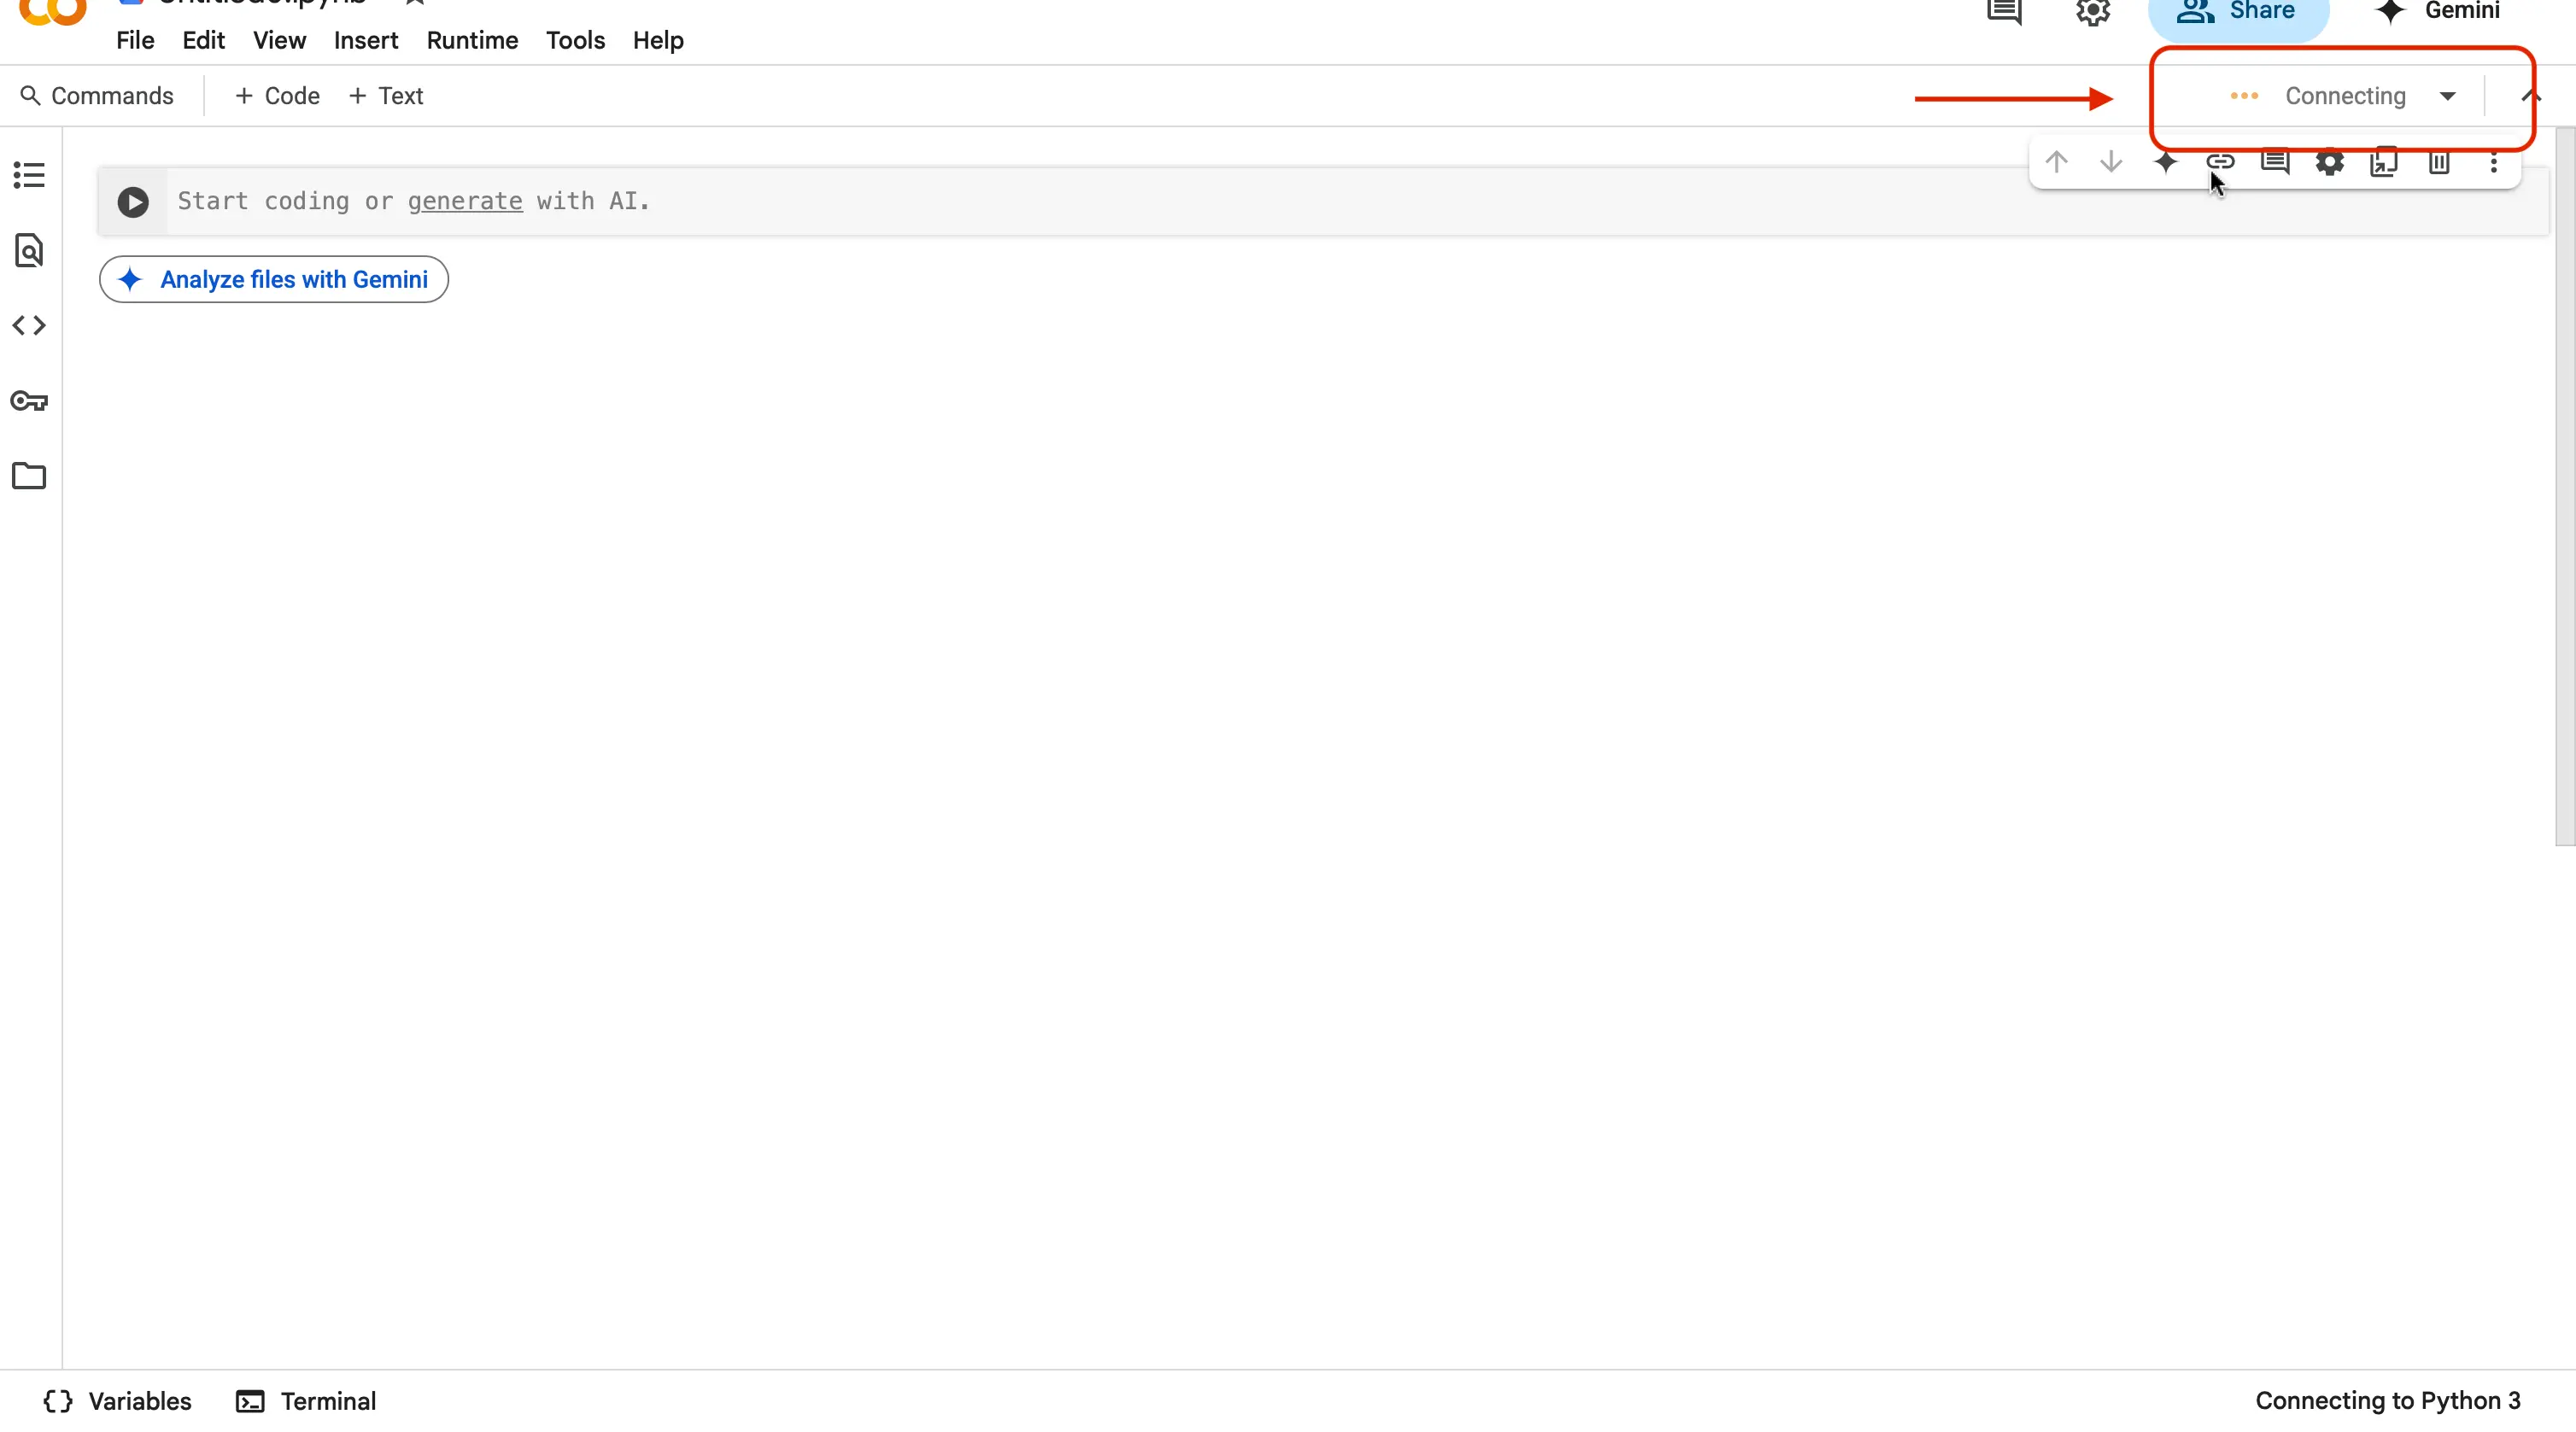 Share
Gemini
File Edit View Insert Runtime Tools Help
Commands
+ Code + Text
Connecting
Start coding or generate with AI.
Analyze files with Gemini
Variables
Terminal
Connecting to Python 3